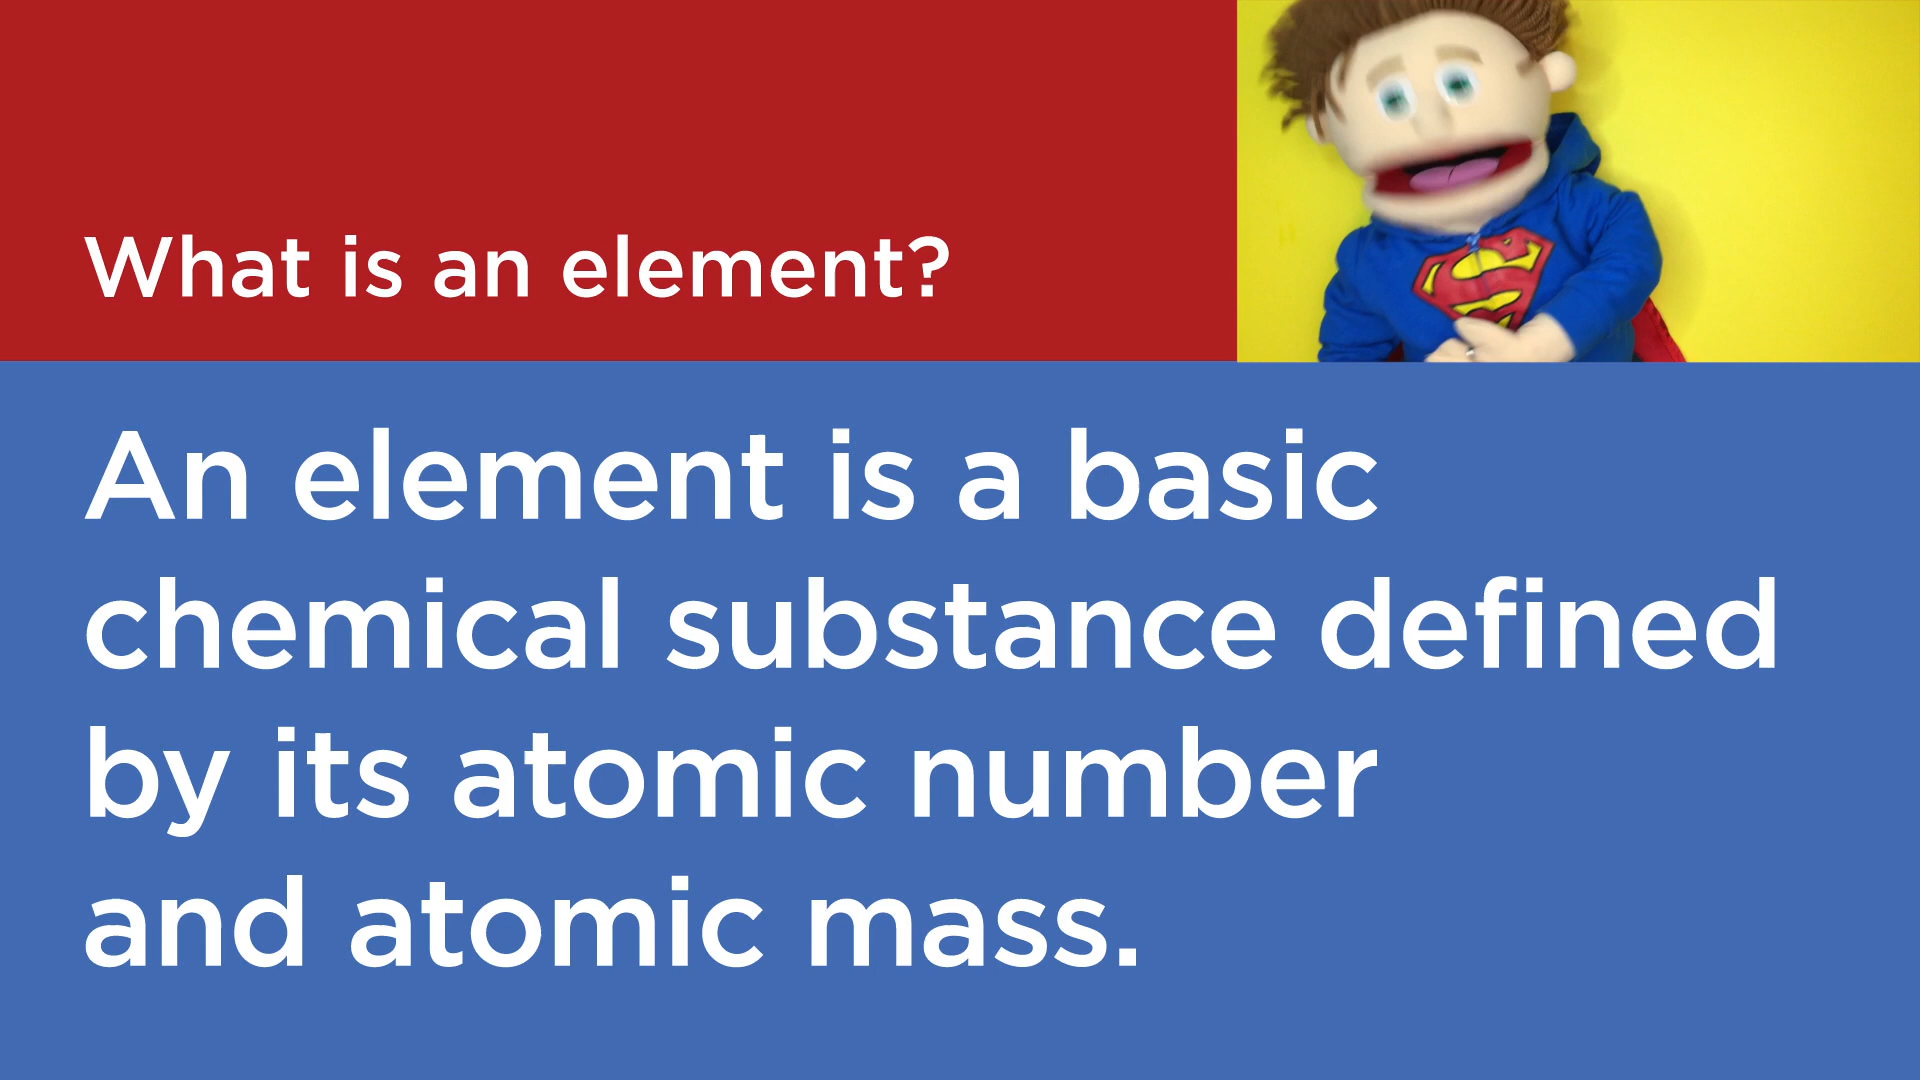 What is an element?
An element is a basic
chemical substance defined
by its atomic number
and atomic mass.